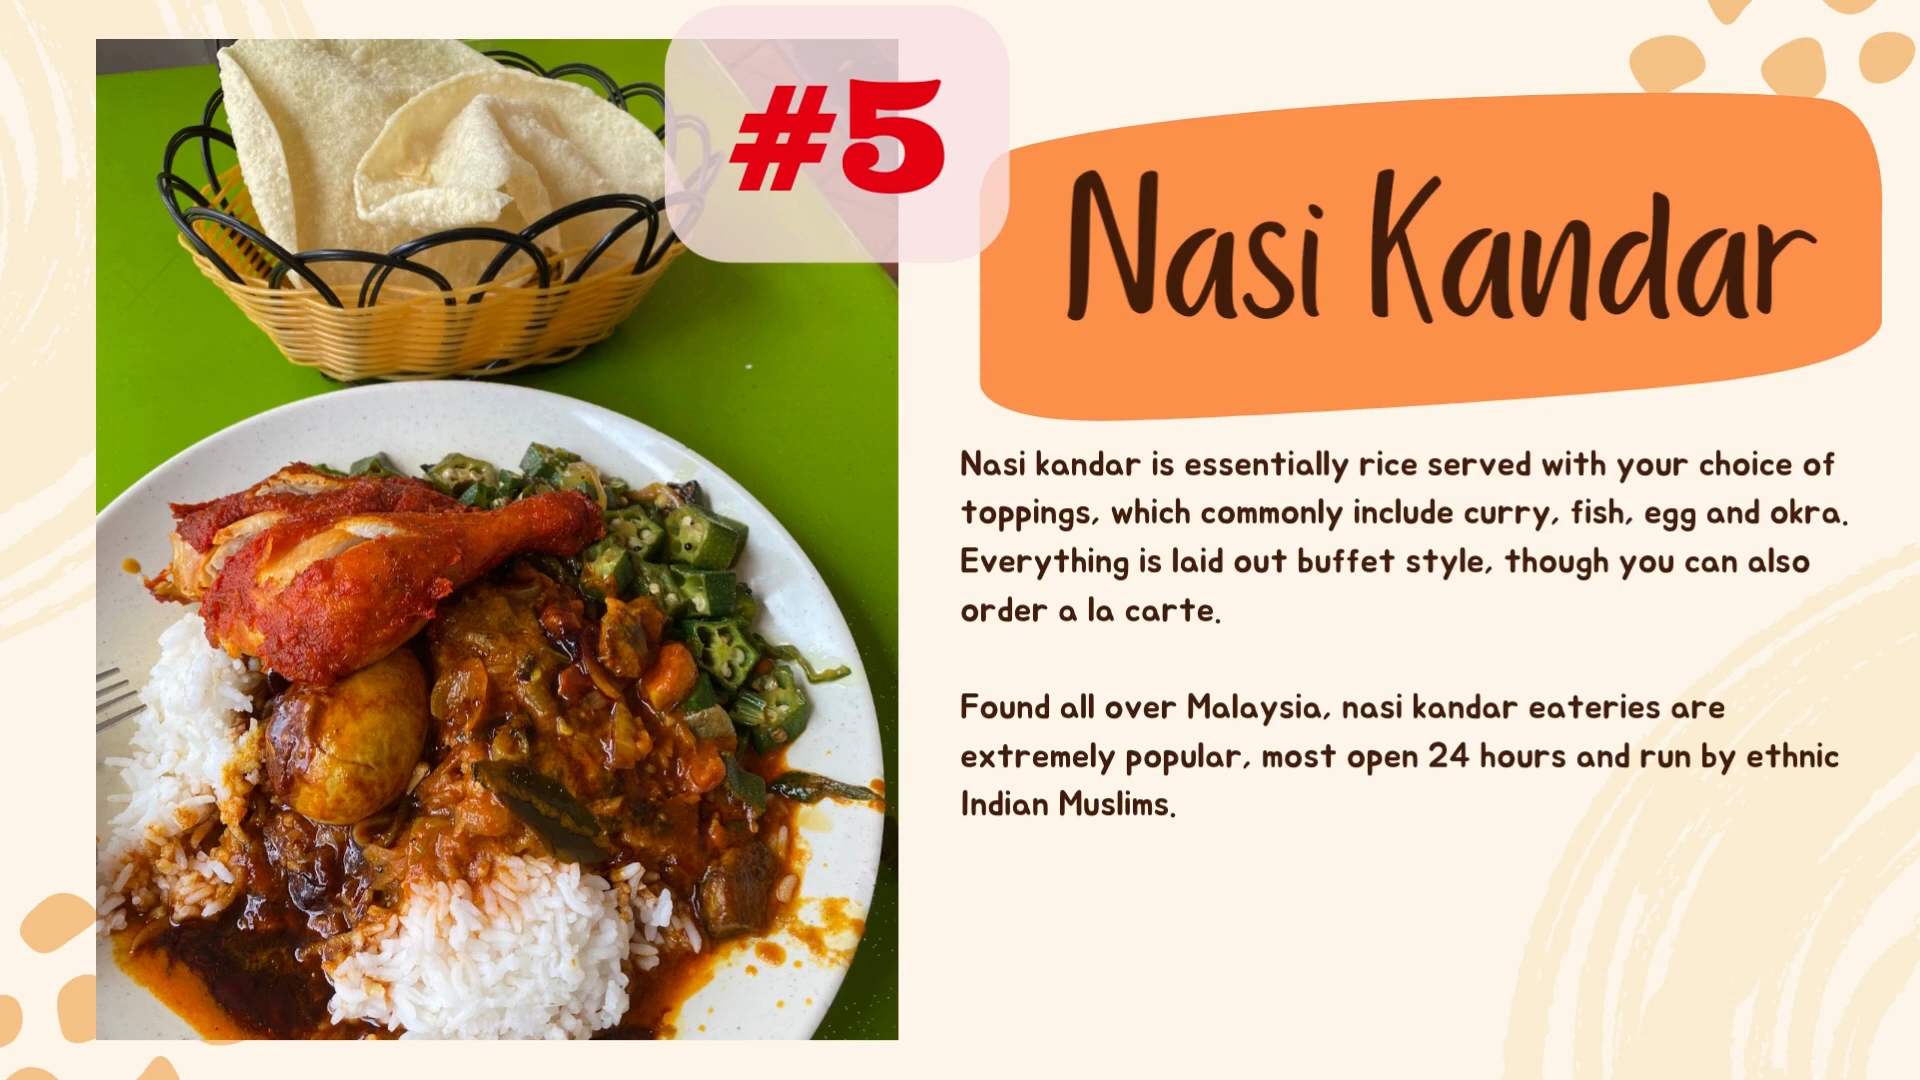 #5
Nasi Kandar
Nasi kandar is essentially rice served with your choice of
toppings, which commonly include curry, fish, egg and okra.
Everything is laid out buffet style, though you can also
order a la carte.
Found all over Malaysia, nasi kandar eateries are
extremely popular, most open 24 hours and run by ethnic
Indian Muslims.